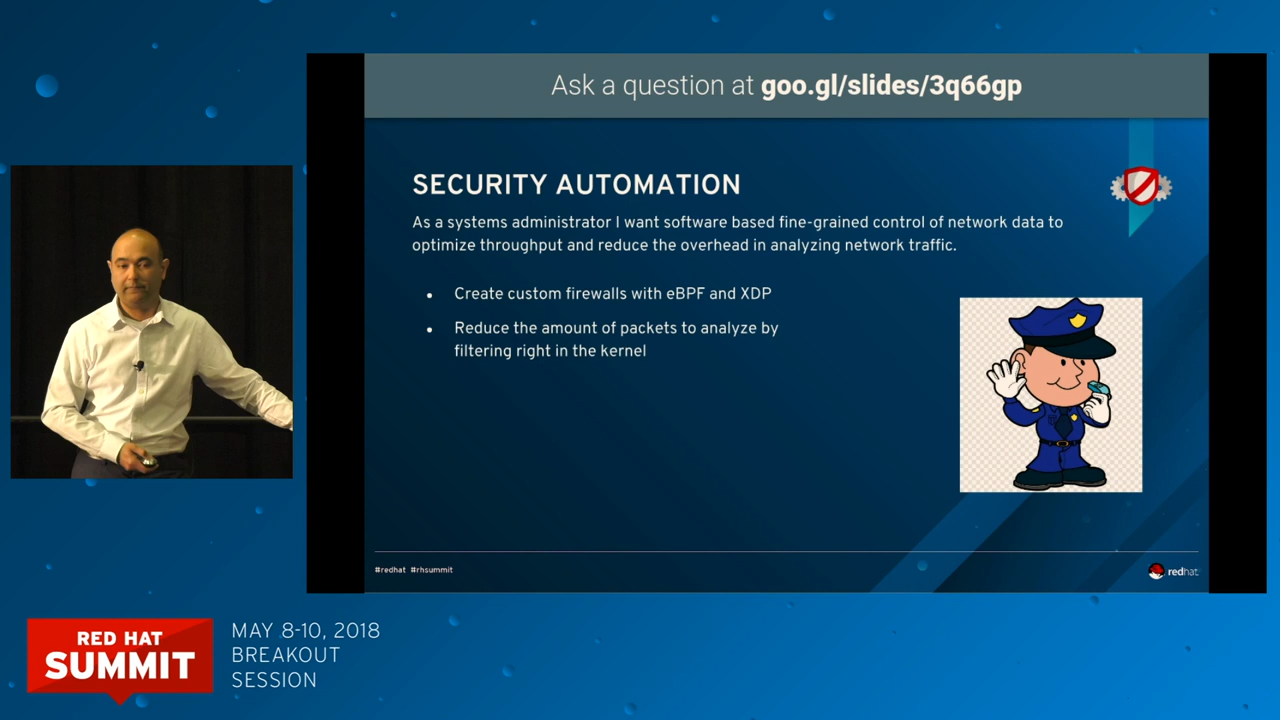 Ask a question at goo.gl/slides/3q66gp
SECURITY AUTOMATION
As a systems administrator I want software based fine-grained control of network data to
optimize throughput and reduce the overhead in analyzing network traffic.
• Create custom firewalls with eBPF and XDP
• Reduce the amount of packets to analyze by
filtering right in the kernel
#redhat #rhsummit
redhat
RED HAT
SUMMIT
MAY 8-10, 2018
BREAKOUT
SESSION